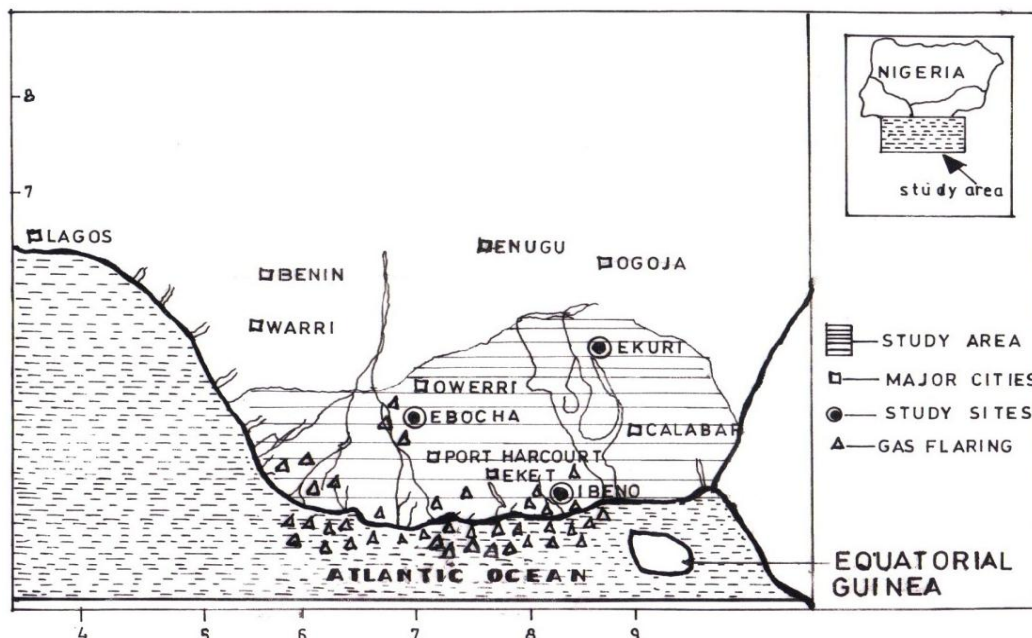 8
7
NIGERIA
study area
LAGOS
BENIN
ENUGU
OGOJA
WARRI
EKURI
OWERRI
EBOCHA
CALABAR
PORT HARCOURT
EKET
IBENO
ATLANTIC OCEAN
STUDY AREA
MAJOR CITIES
STUDY SITES
GAS FLARING
EQUATORIAL
GUINEA
4
5
6
7
8
9